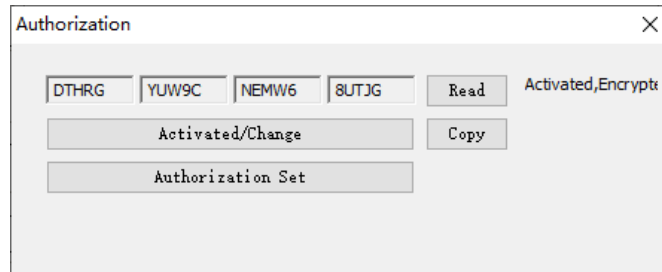 Authorization
DTHRG YUW9C NEMW6 8UTJG Read Activated,Encrypte
Activated/Change Copy
Authorization Set